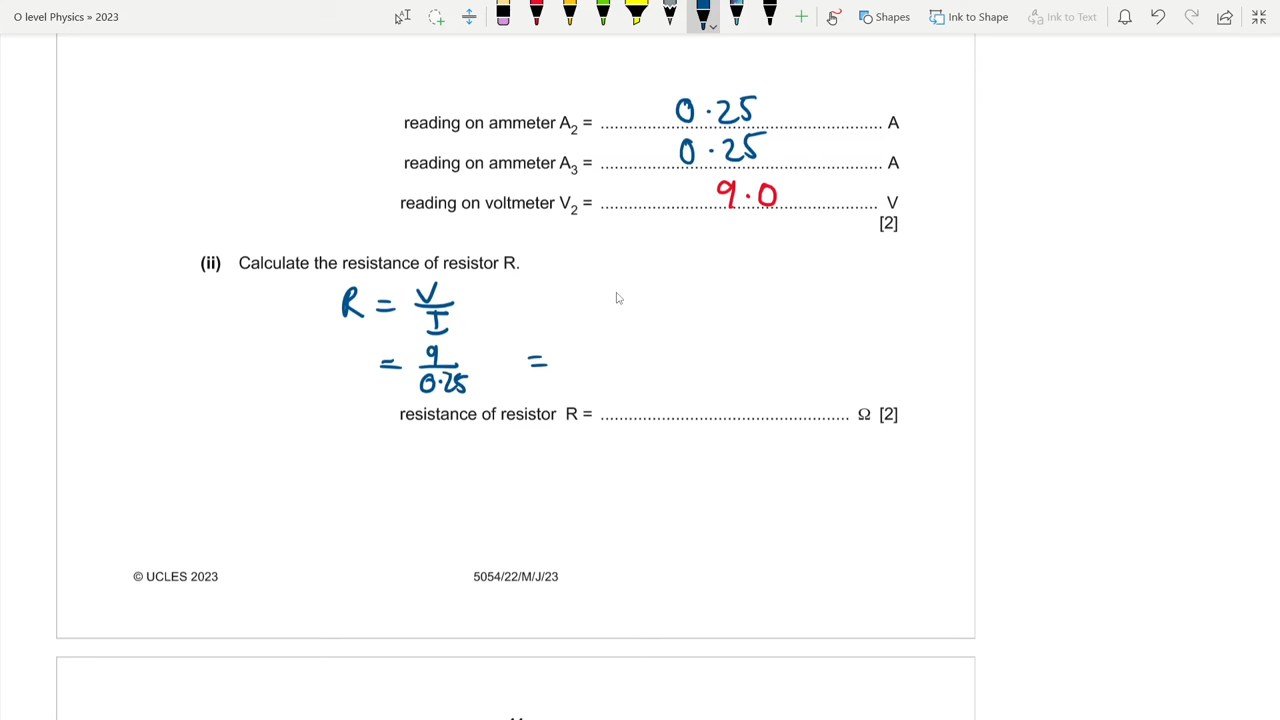 O level Physics » 2023
Shapes
Ink to Shape
Ink to Text
reading on ammeter A2 = 0.25 A
reading on ammeter A3 = 0.25 A
reading on voltmeter V2 = 9.0 V
[2]
(ii) Calculate the resistance of resistor R.
R = V/I
= 9/0.25 =
resistance of resistor R = Ω [2]
© UCLES 2023
5054/22/M/J/23